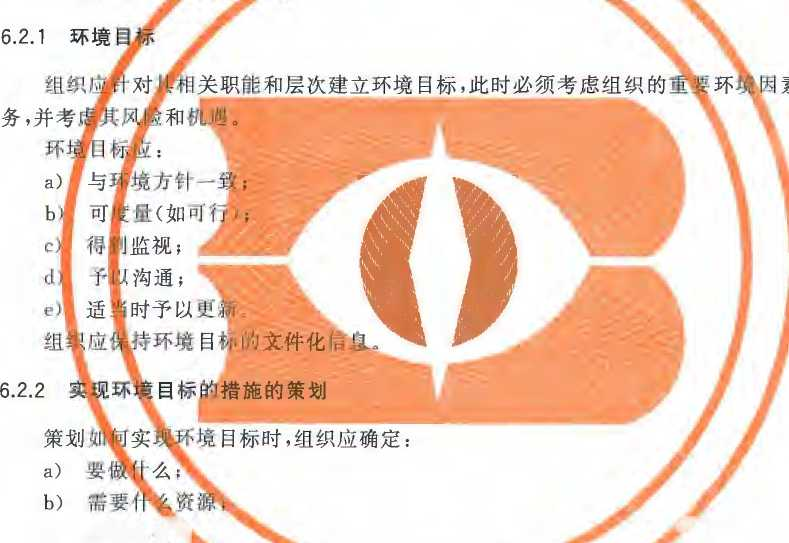 6.2.1 环境目标
组织应针对其相关职能和层次建立环境目标,此时必须考虑组织的重要环境因素
务,并考虑其风险和机遇。
环境目标应:
a) 与环境方针一致;
b) 可度量(如可行);
c) 得到监视;
d) 予以沟通;
e) 适当时予以更新。
组织应保持环境目标的文件化信息。
6.2.2 实现环境目标的措施的策划
策划如何实现环境目标时,组织应确定:
a) 要做什么;
b) 需要什么资源;